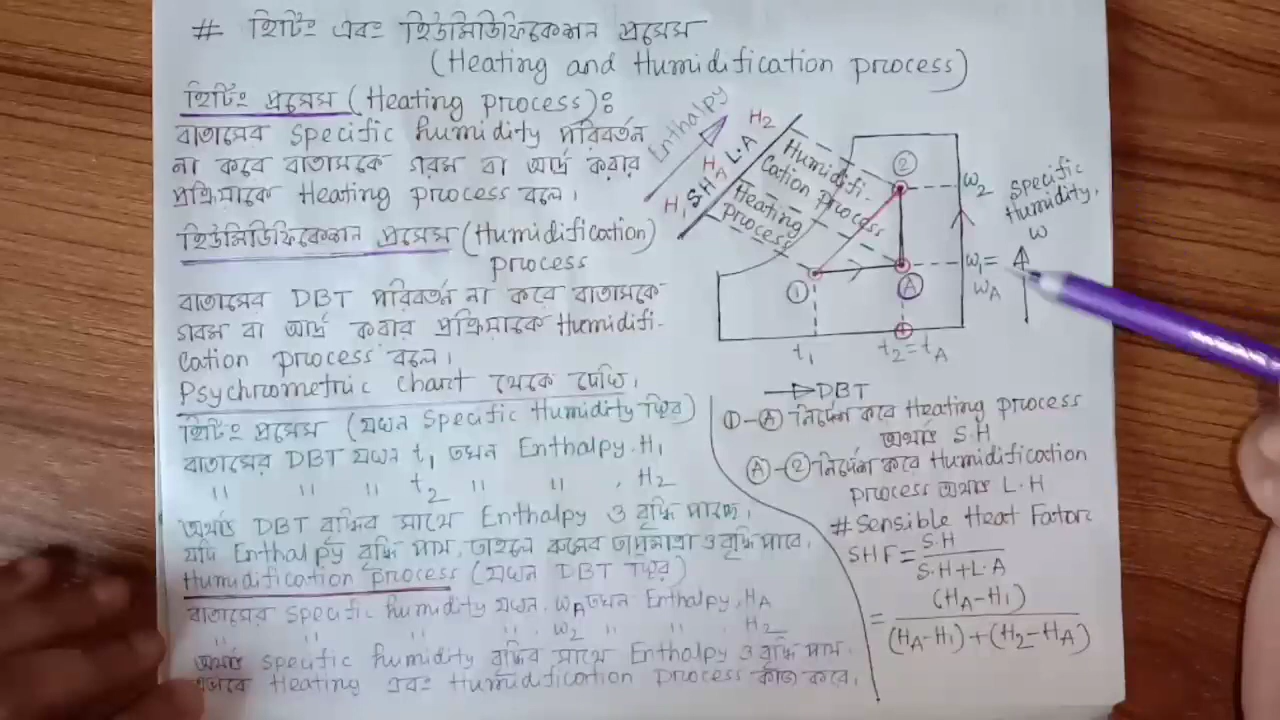 # হিটিং এবং হিউমিডিফিকেশন প্রসেস
(Heating and Humidification process)
হিটিং প্রসেস (Heating process):
বাতাসের specific humidity পরিবর্তন
না করে বাতাসকে গরম বা আর্দ্র করার
প্রক্রিয়াকে Heating process বলে।
হিউমিডিফিকেশন প্রসেস (Humidification)
process
বাতাসের DBT পরিবর্তন না করে বাতাসকে
গরম বা আর্দ্র করার প্রক্রিয়াকে Humidifi-
cation process বলে।
Psychrometric chart থেকে দেখি,
হিটিং প্রসেস (যখন Specific Humidity স্থির)
বাতাসের DBT যখন t1 তখন Enthalpy, H1
" " " t2 " " , H2
অর্থাৎ DBT বৃদ্ধির সাথে Enthalpy ও বৃদ্ধি পাচ্ছে,
যদি Enthalpy বৃদ্ধি পায়, তাহলে রুমের তাপমাত্রা ও বৃদ্ধি পাবে,
Humidification process (যখন DBT স্থির)
বাতাসের specific humidity যখন, wA তখন Enthalpy, HA
" " " " , w2 " " , H2
অর্থাৎ specific humidity বৃদ্ধির সাথে Enthalpy ও বৃদ্ধি পায়,
Heating এবং Humidification process কাজ করে,
Enthalpy
H1 HA H2
S.H L.A
Humidifi-
cation process
Heating
process
1
2
A
w2
w1=
wA
specific
Humidity,
w
t1 t2=tA
DBT
1-A নির্দেশ করে Heating process
অর্থাৎ S.H
A-2 নির্দেশ করে Humidification
process অর্থাৎ L.H
# Sensible Heat Factor
SHF = S.H / S.H+L.A
= (HA-H1) / (HA-H1)+(H2-HA)